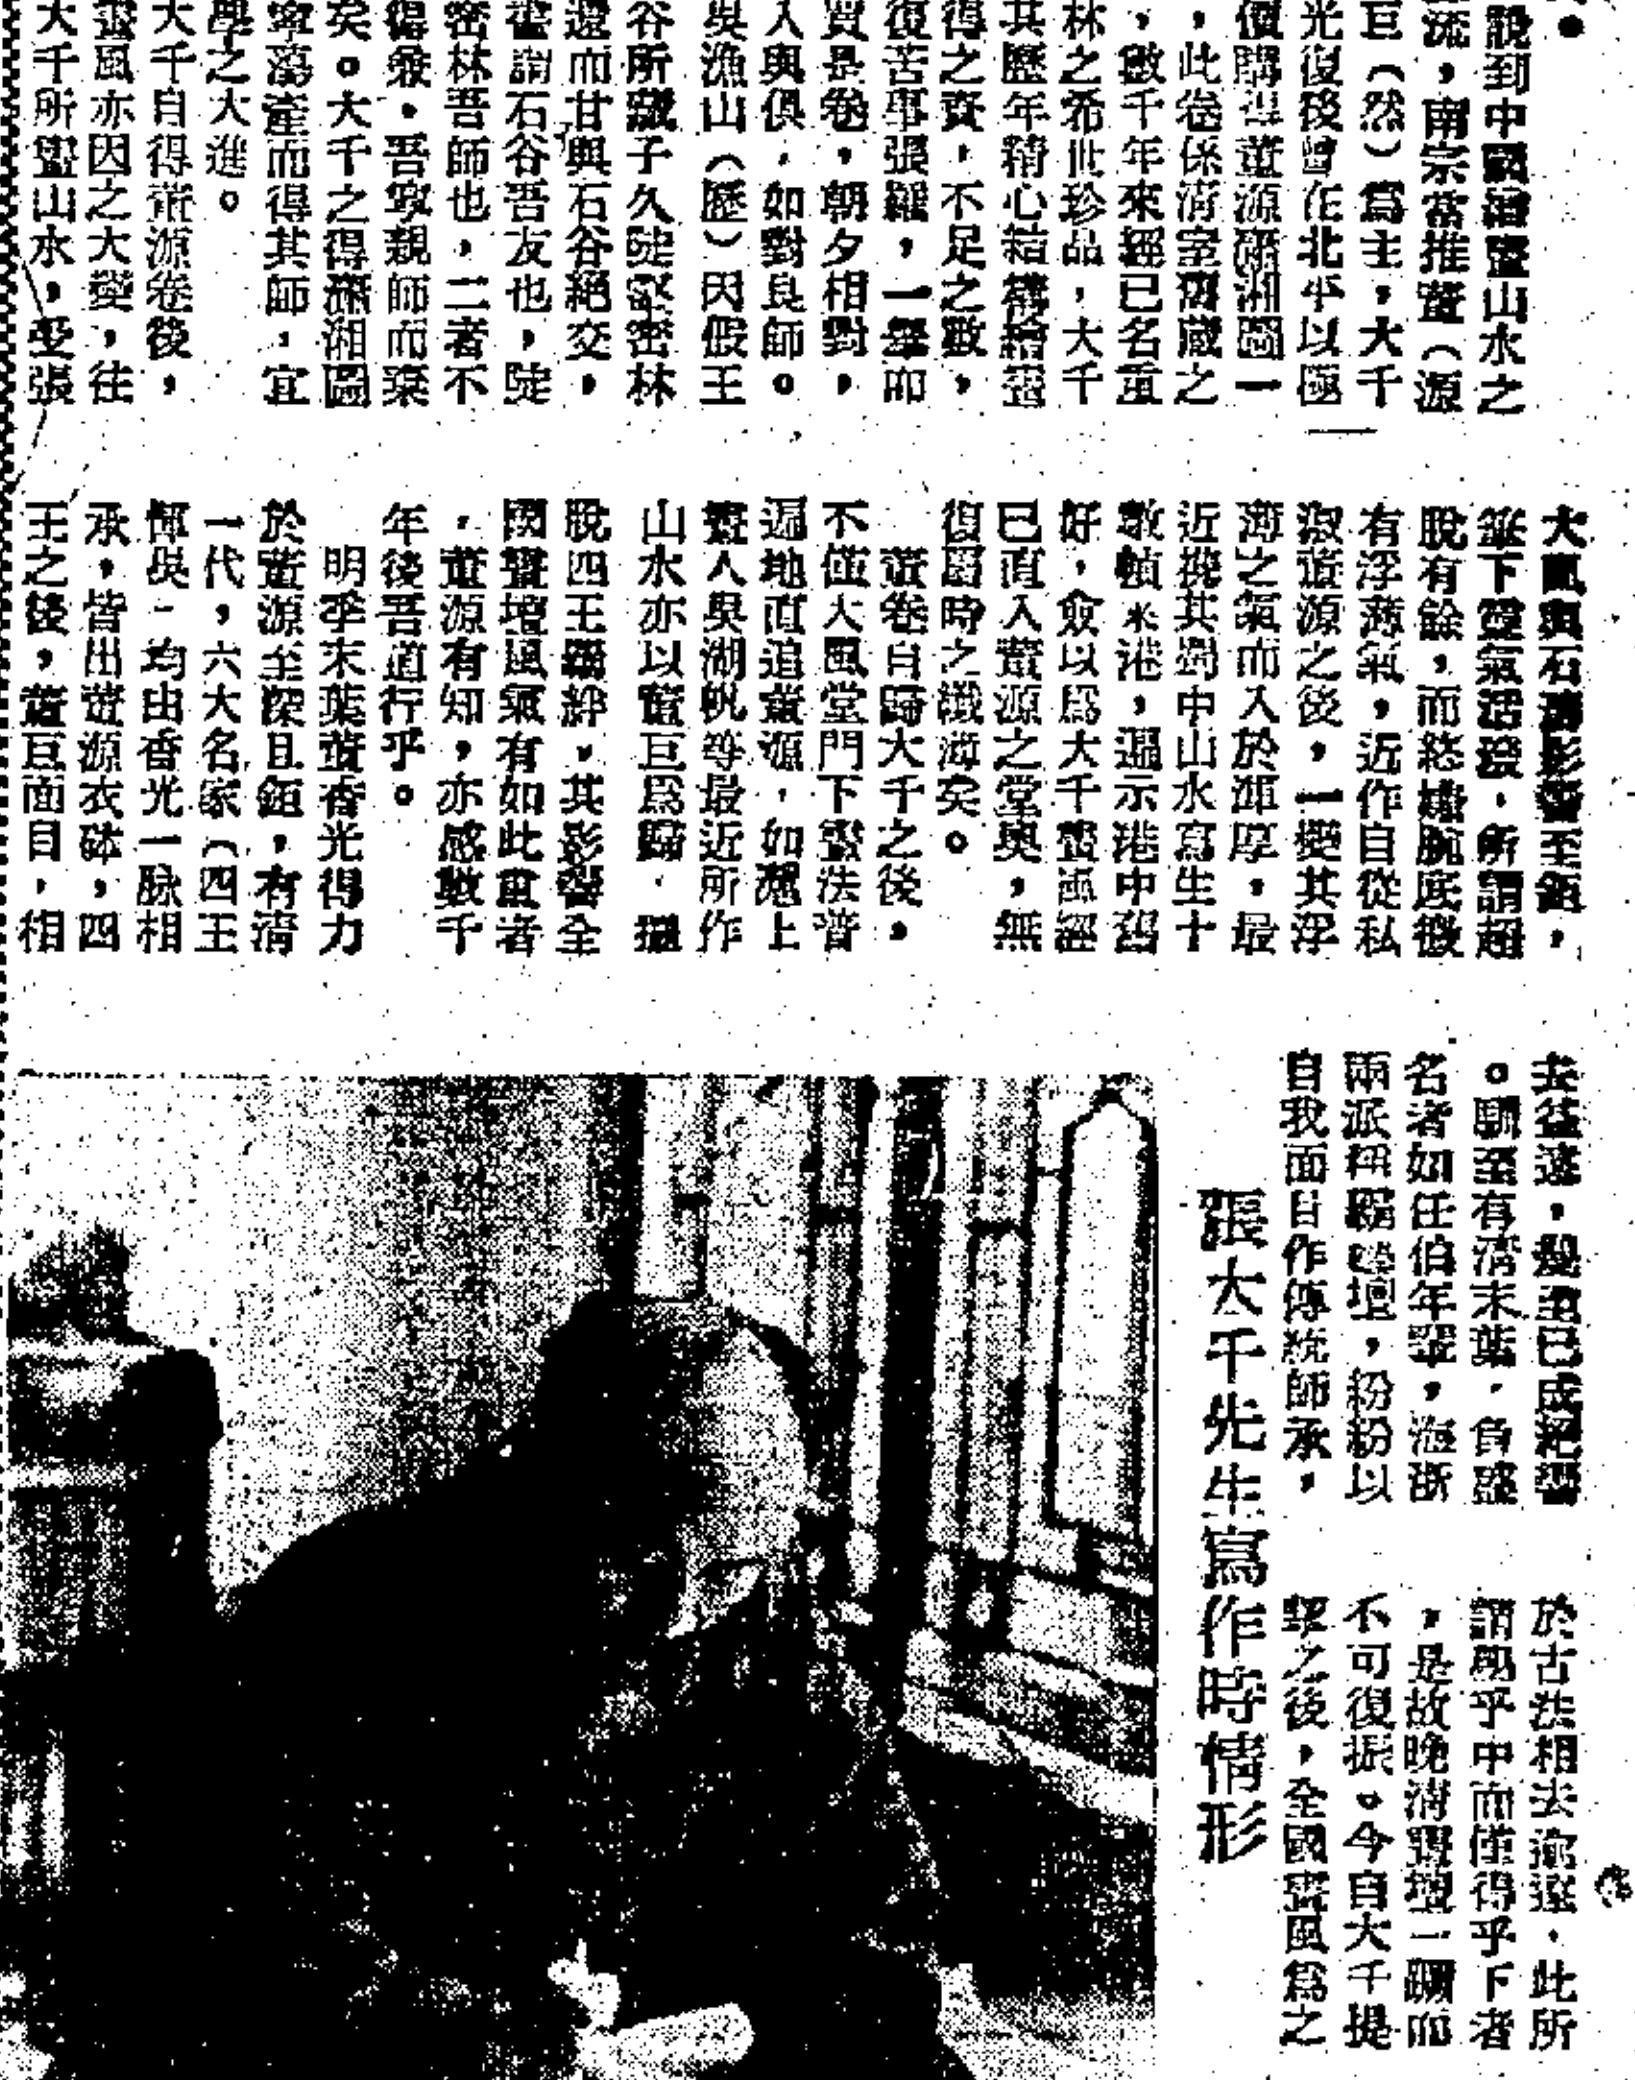 說到中國繪畫山水之
流，南宗當推董（源
巨（然）爲主，大千
光復後曾在北平以極
價購得董源瀟湘圖一
，此卷係清室舊藏之
，數千年來經已名重
林之希世珍品，大千
其歷年精心結構繪畫
得之資，不足之數，
復苦事張羅，一舉而
買是卷，朝夕相對，
入與俱，如對良師。
吳漁山（歷）因假王
谷所藏子久陡壑密林
還而甘與石谷絕交，
嘗謂石谷吾友也，陡
密林吾師也，二者不
得兼，吾寧親師而棄
矣。大千之得瀟湘圖
寧蕩產而得其師，宜
學之大進。
大千自得董源卷後，
畫風亦因之大變，往
大千所畫山水，受張
大風與石濤影響至鉅，
筆下靈氣活潑，所謂超
脫有餘，而終嫌腕底微
有浮薄氣，近作自從私
淑董源之後，一變其浮
薄之氣而入於渾厚，最
近其蜀中山水寫生十
數幀來港，遍示港中舊
好，僉以爲大千畫風經
已直入董源之堂奧，無
復時之纖薄矣。
董卷自歸大千之後，
不僅大風堂門下畫法普
遍地直追董源，如滬上
畫人吳湖帆等最近所作
山水亦以董巨爲歸，擺
脫四王羈絆，其影響全
國畫壇風氣有如此重者
，董源有知，亦感數千
年後吾道行乎。
明季末葉董香光得力
於董源至深且鉅，有清
一代，六大名家（四王
惲吳）均由香光一脉相
承，皆出董源衣砵，四
王之後，董巨面目，相
去益遠，幾至已成絕響
。馴至有清末葉，負盛
名者如任伯年輩，海浙
兩派稱霸畫壇，紛紛以
自我面目作傳統師承，
於古法相去逾遠，此所
謂取乎中而僅得乎下者
，是故晚清畫壇一蹶而
不可復振。今自大千提
挈之後，全國畫風爲之
張大千先生寫作時情形